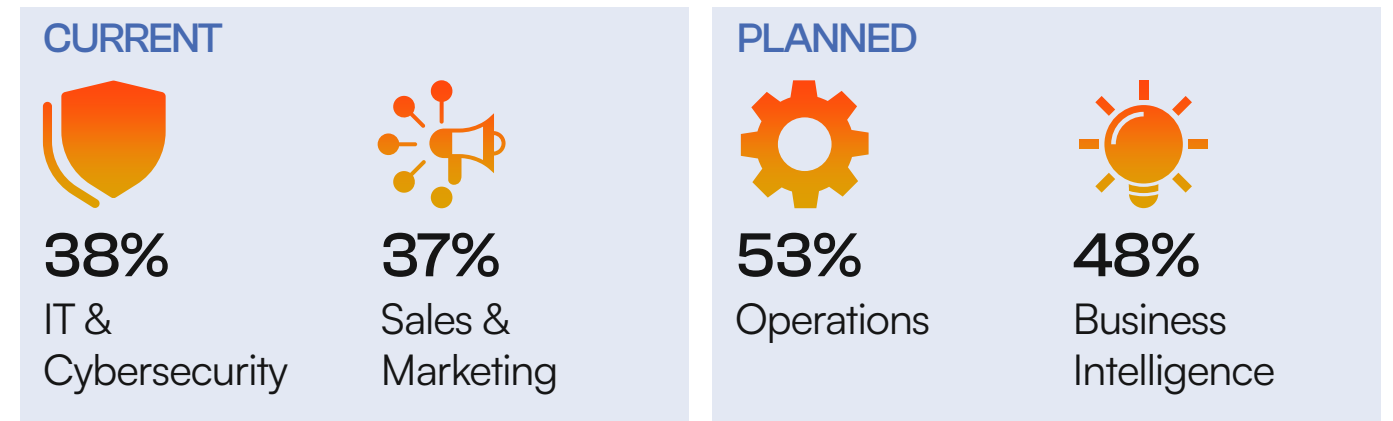 CURRENT
38%
IT &
Cybersecurity
37%
Sales &
Marketing
PLANNED
53%
Operations
48%
Business
Intelligence